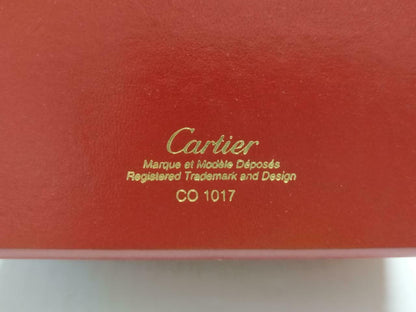 Cartier
Marque et Modèle Déposés
Registered Trademark and Design
CO 1017